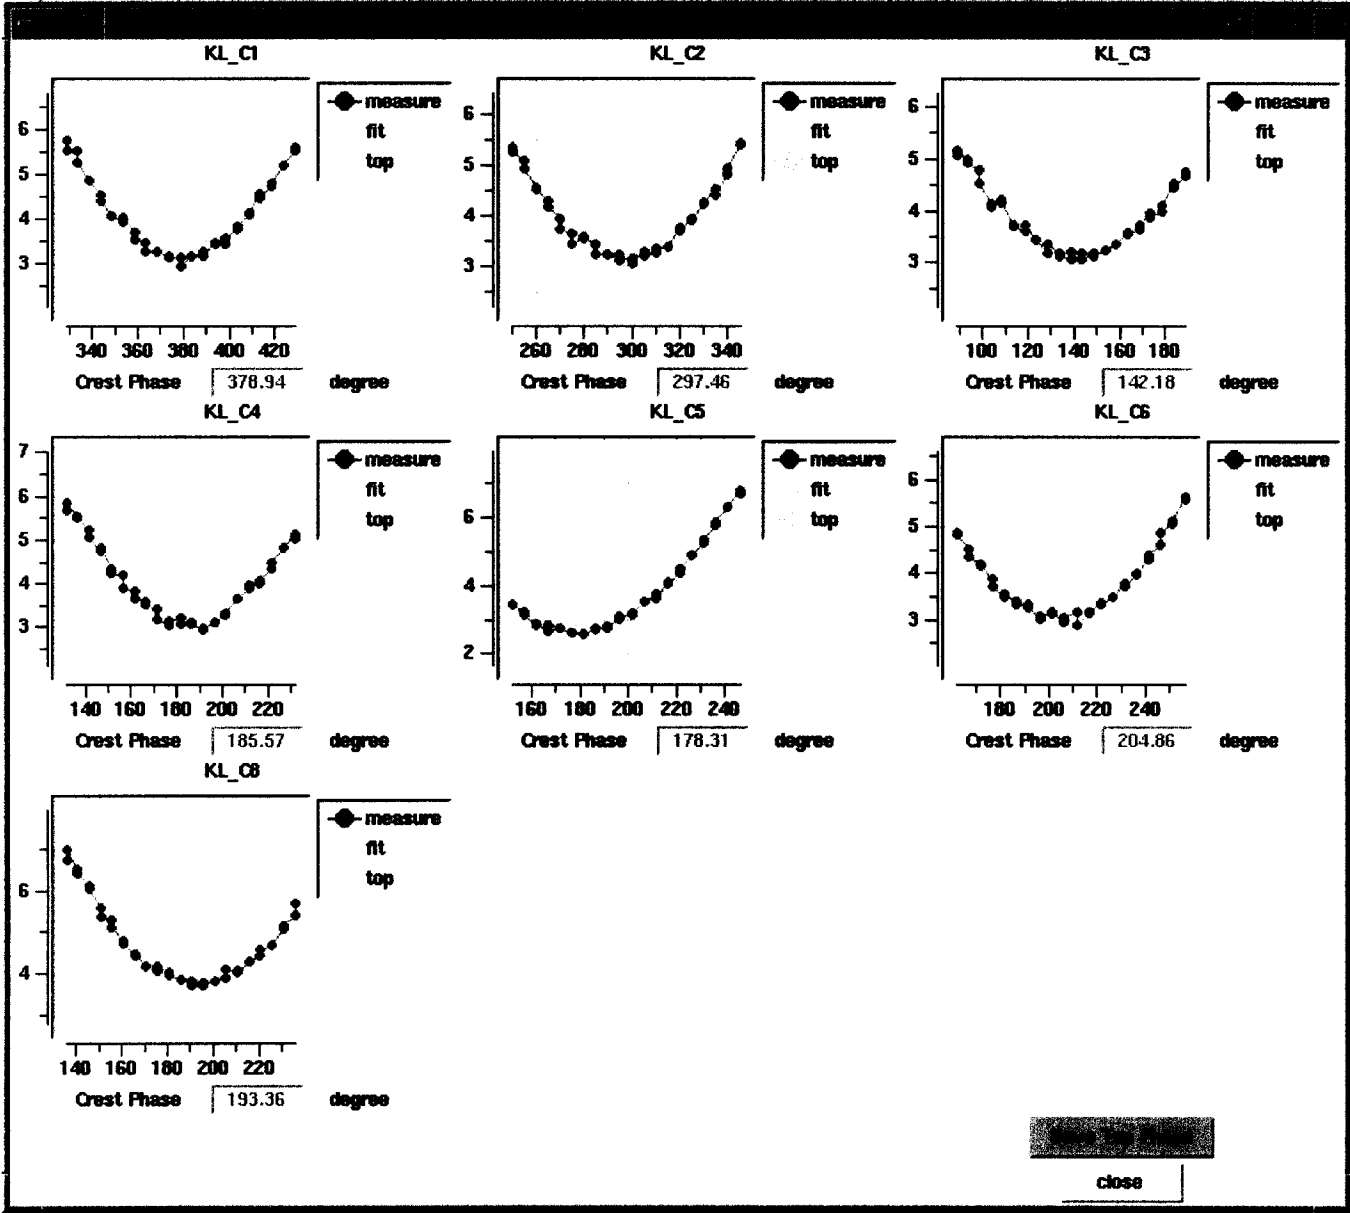 KL_C1 KL_C2 KL_C3
measure measure measure
fit fit fit
top top top
6 5 4 3
6 5 4 3
6 5 4 3
340 360 380 400 420
260 280 300 320 340
100 120 140 160 180
Crest Phase 378.94 degree Crest Phase 297.46 degree Crest Phase 142.18 degree
KL_C4 KL_C5 KL_C6
measure measure measure
fit fit fit
top top top
7 6 5 4 3
6 4 2
6 5 4 3
140 160 180 200 220
160 180 200 220 240
180 200 220 240
Crest Phase 185.57 degree Crest Phase 178.31 degree Crest Phase 204.86 degree
KL_C8
measure
fit
top
6 4
140 160 180 200 220
Crest Phase 193.36 degree
close